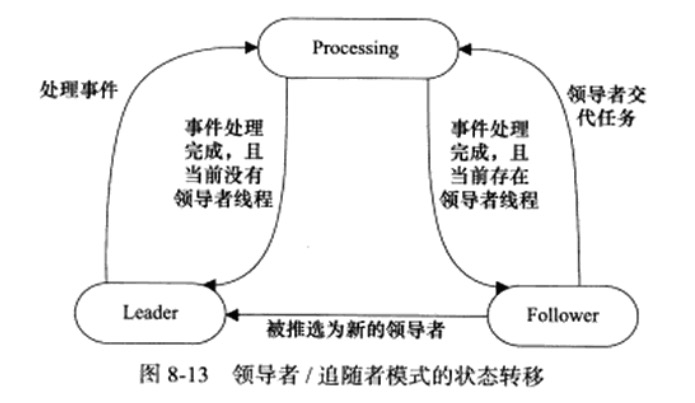 Processing
处理事件
领导者交
代任务
事件处理
完成，且
当前没有
领导者线程
事件处理
完成，且
当前存在
领导者线程
Leader
Follower
被推选为新的领导者
图 8-13 领导者 / 追随者模式的状态转移